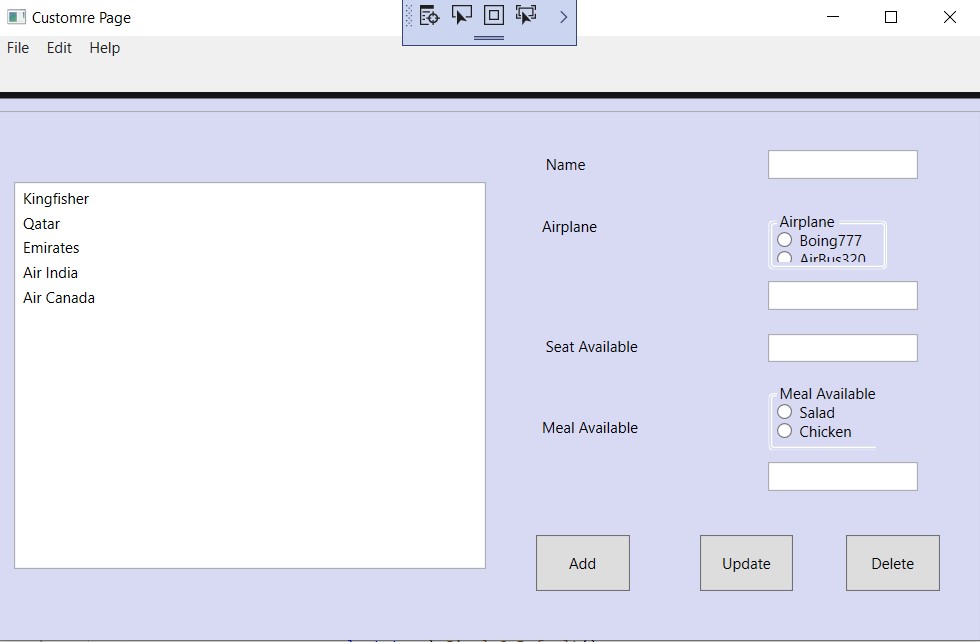 Customre Page
File Edit Help
Kingfisher
Qatar
Emirates
Air India
Air Canada
Name
Airplane
Airplane
Boing777
AirBus320
Seat Available
Meal Available
Meal Available
Salad
Chicken
Add
Update
Delete